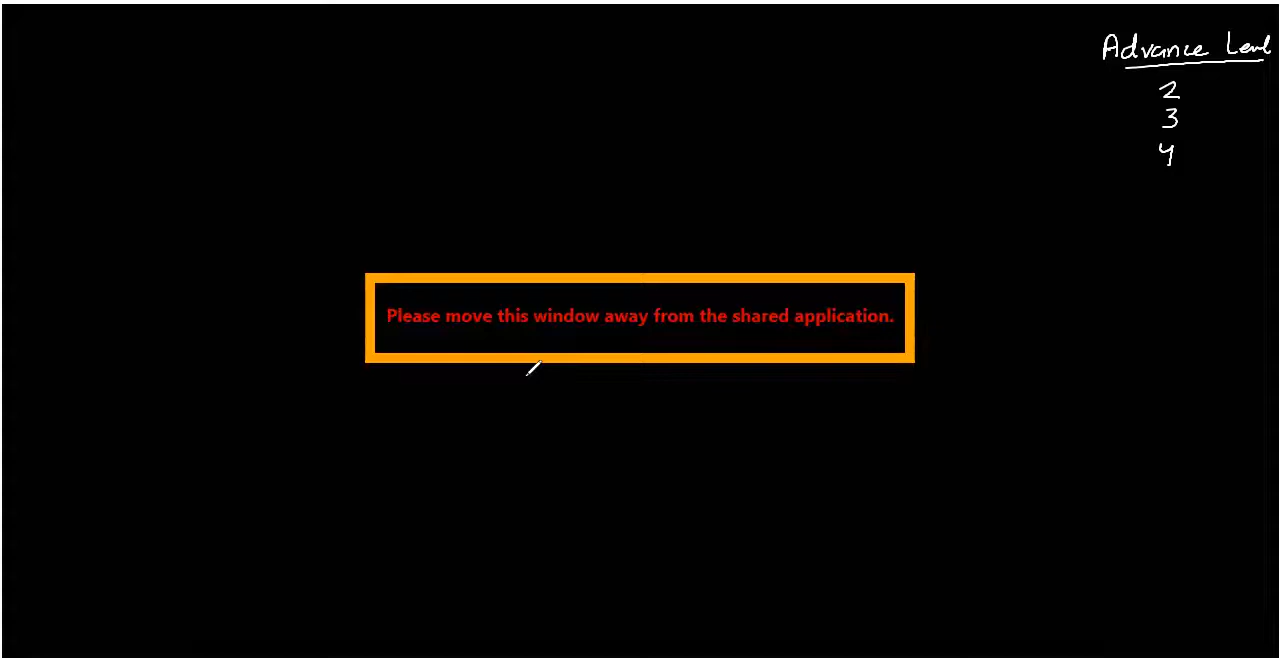 Advance Level
2
3
4
Please move this window away from the shared application.